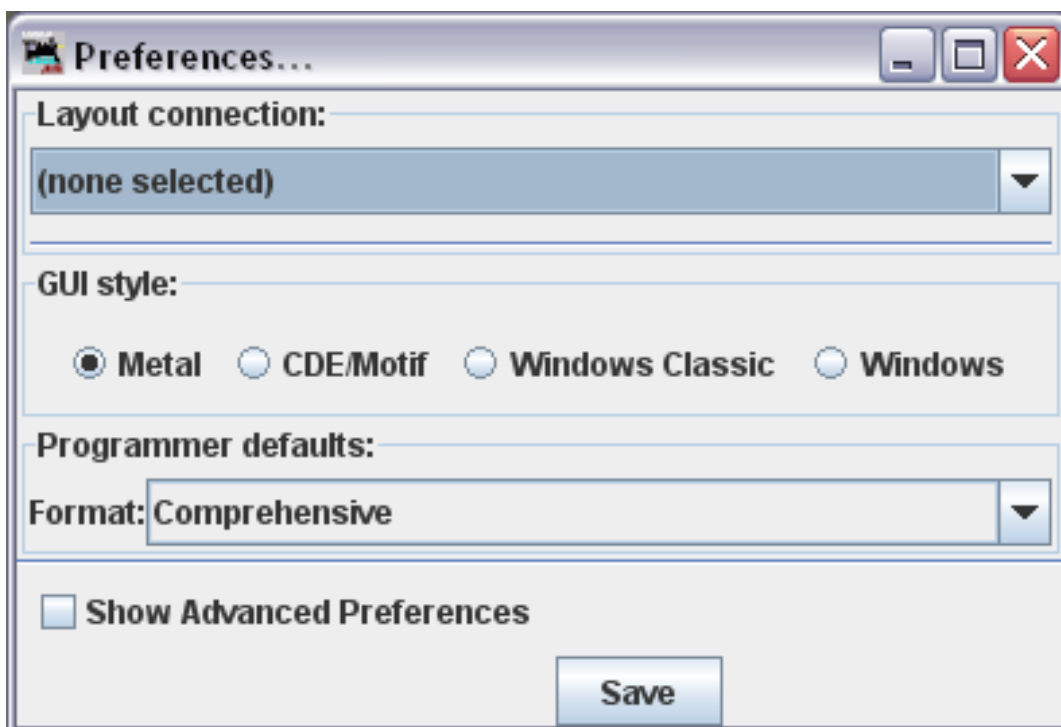 Preferences...
Layout connection:
(none selected)
GUI style:
Metal CDE/Motif Windows Classic Windows
Programmer defaults:
Format: Comprehensive
Show Advanced Preferences
Save